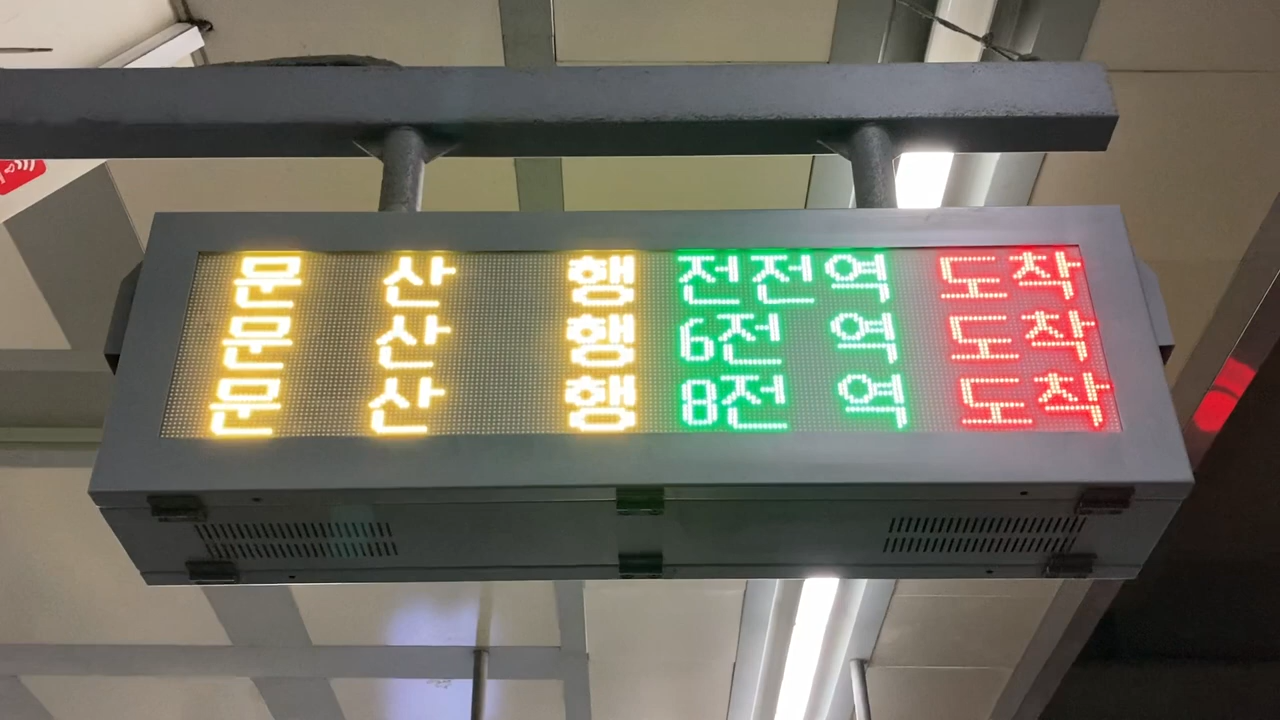 문 산 행 전전역 도착
문 산 행 6전 역 도착
문 산 행 8전 역 도착